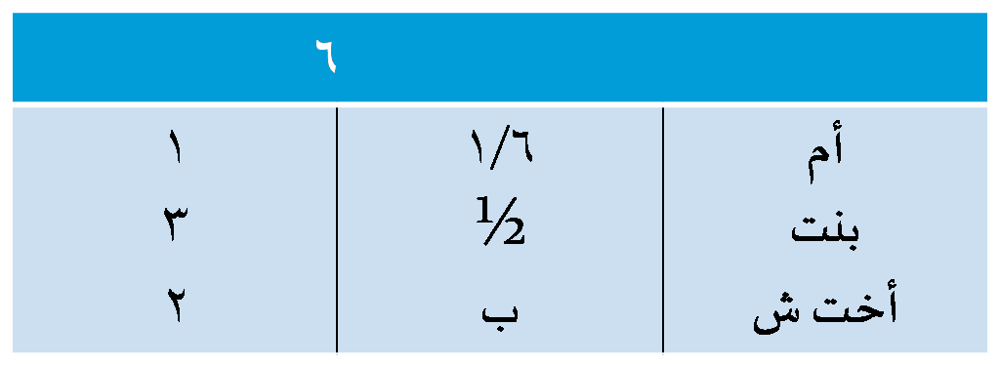 ٦
أم ١/٦ ١
بنت ½ ٣
أخت ش ب ٢